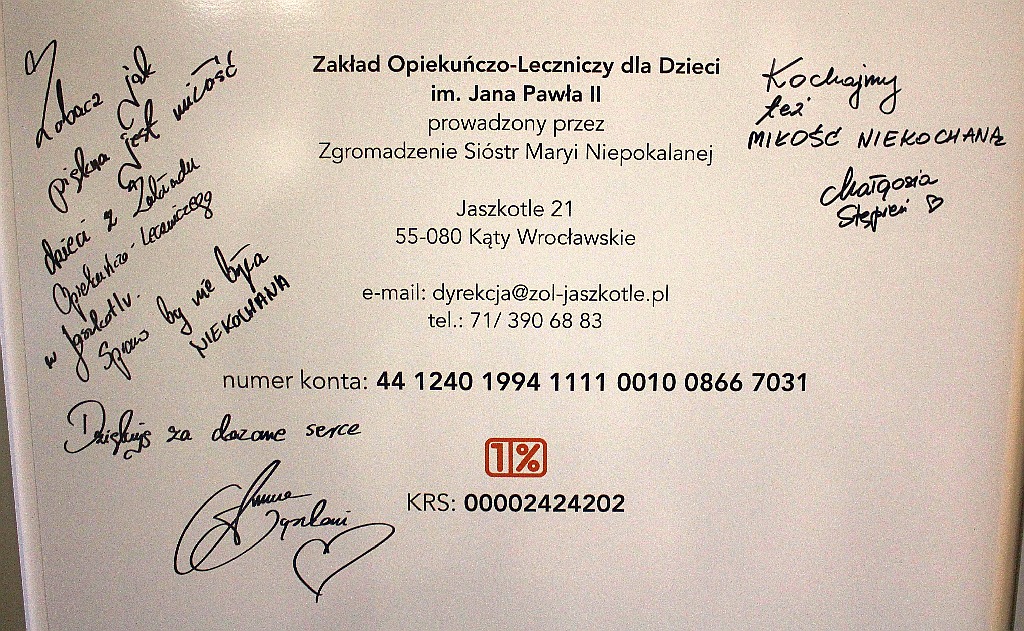 Zobacz jak
piękna jest miłość
dzieci z Zakładu
Opiekuńczo-Leczniczego
w Jaszkotlu.
Spraw by nie była
NIEKOCHANA
Dziękuję za darowane serce
Anna
Zakład Opiekuńczo-Leczniczy dla Dzieci
im. Jana Pawła II
prowadzony przez
Zgromadzenie Sióstr Maryi Niepokalanej
Jaszkotle 21
55-080 Kąty Wrocławskie
e-mail: dyrekcja@zol-jaszkotle.pl
tel.: 71/ 390 68 83
numer konta: 44 1240 1994 1111 0010 0866 7031
1%
KRS: 00002424202
Kochajmy
też
MIŁOŚĆ NIEKOCHANĄ
Małgosia
Stępień